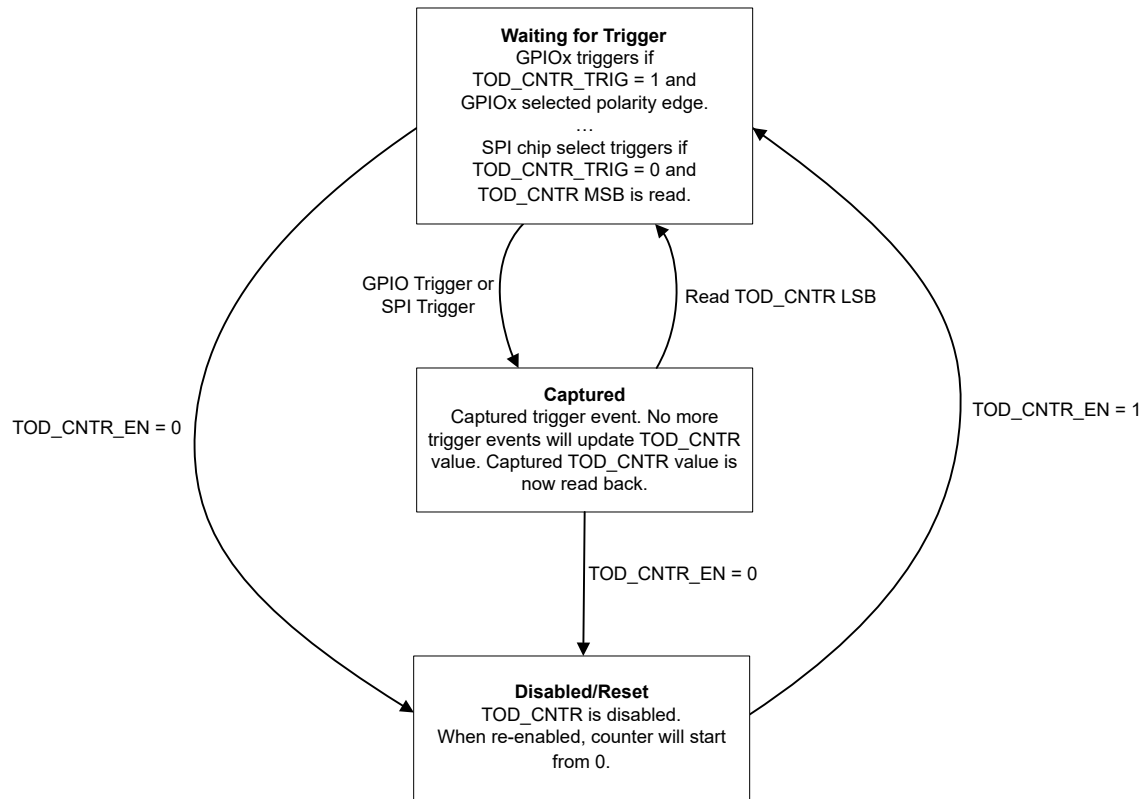 Waiting for Trigger
GPIOx triggers if
TOD_CNTR_TRIG = 1 and
GPIOx selected polarity edge.
…
SPI chip select triggers if
TOD_CNTR_TRIG = 0 and
TOD_CNTR MSB is read.
GPIO Trigger or
SPI Trigger
Read TOD_CNTR LSB
Captured
Captured trigger event. No more
trigger events will update TOD_CNTR
value. Captured TOD_CNTR value is
now read back.
TOD_CNTR_EN = 0
TOD_CNTR_EN = 1
TOD_CNTR_EN = 0
Disabled/Reset
TOD_CNTR is disabled.
When re-enabled, counter will start
from 0.